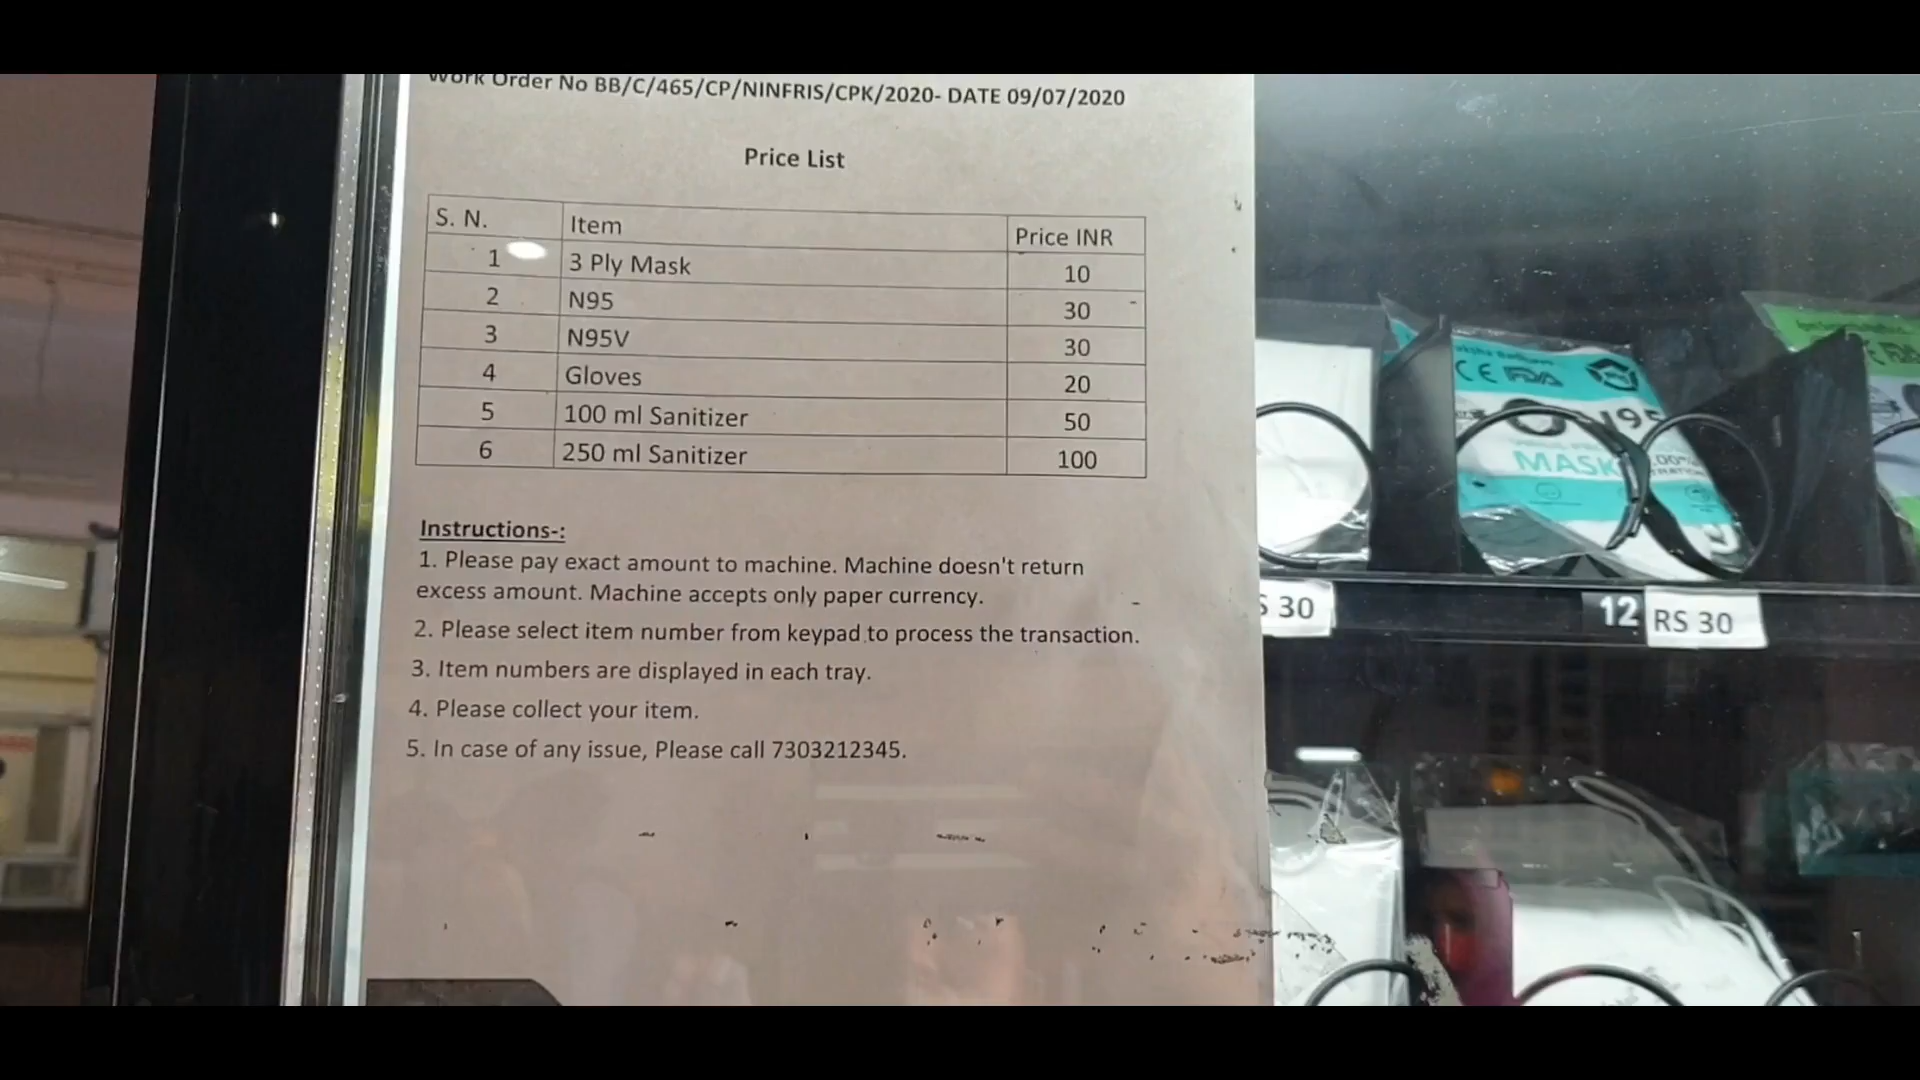 Work Order No BB/C/465/CP/NINFRIS/CPK/2020- DATE 09/07/2020
Price List
S. N. Item Price INR
1 3 Ply Mask 10
2 N95 30
3 N95V 30
4 Gloves 20
5 100 ml Sanitizer 50
6 250 ml Sanitizer 100
Instructions-:
1. Please pay exact amount to machine. Machine doesn't return
excess amount. Machine accepts only paper currency.
2. Please select item number from keypad to process the transaction.
3. Item numbers are displayed in each tray.
4. Please collect your item.
5. In case of any issue, Please call 7303212345.
CE FDA
MASK
30
12 RS 30